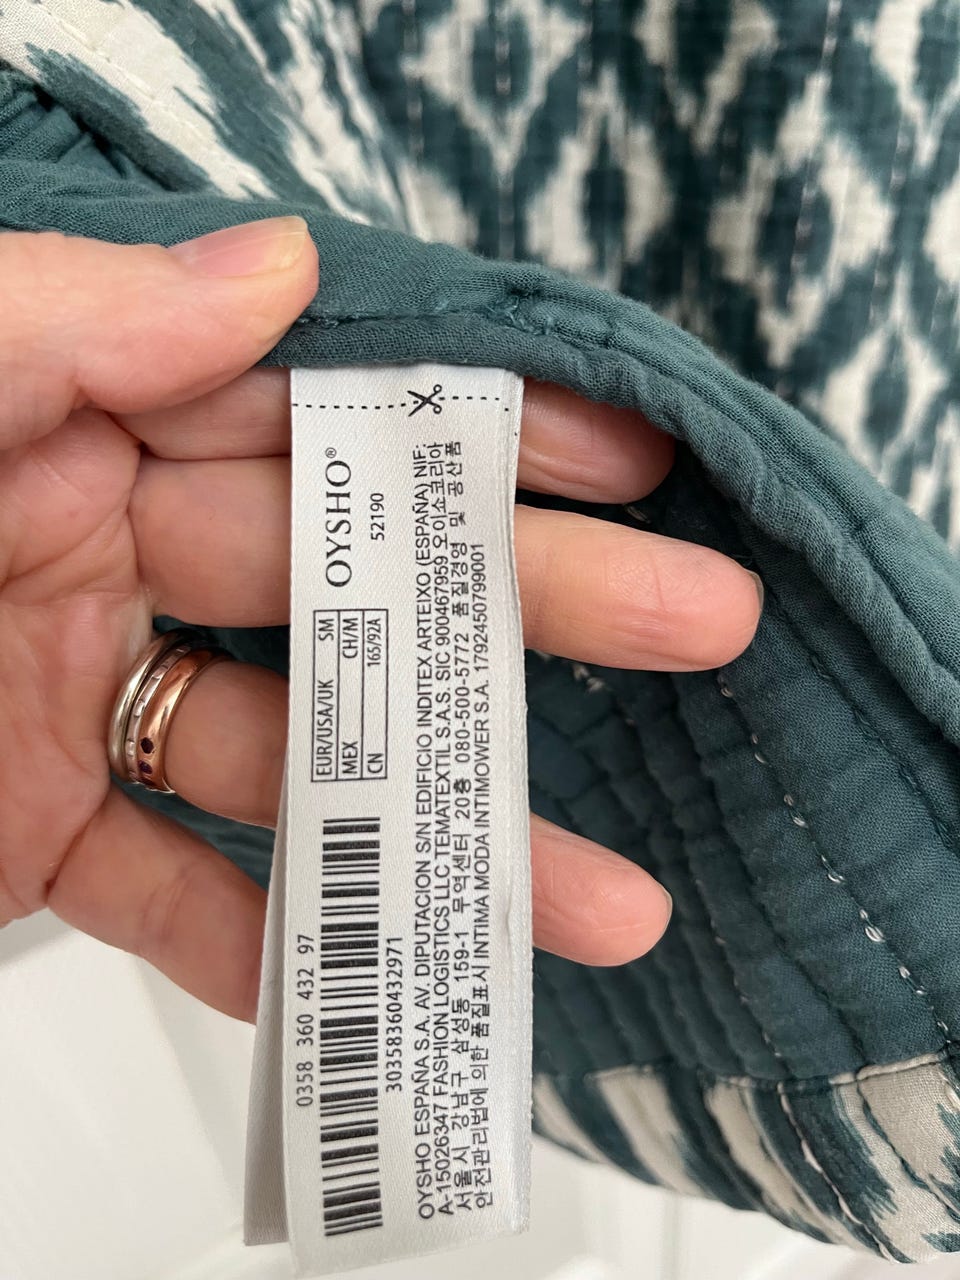 OYSHO®
52190
EUR/USA/UK SM
MEX CH/M
CN 165/92A
0358 360 432 97
30358360432971
OYSHO ESPAÑA S.A. AV. DIPUTACION S/N EDIFICIO INDITEX ARTEIXO (ESPAÑA) NIF:
A-15026347 FASHION LOGISTICS LLC TEMATEXTIL S.A.S. SIC 900467959 오이쇼코리아
서울시 강남구 삼성동 159-1 무역센터 20층 080-500-5772 품질경영 및 공산품
안전관리법에 의한 품질표시 INTIMA MODA INTIMOWER S.A. 1792450799001